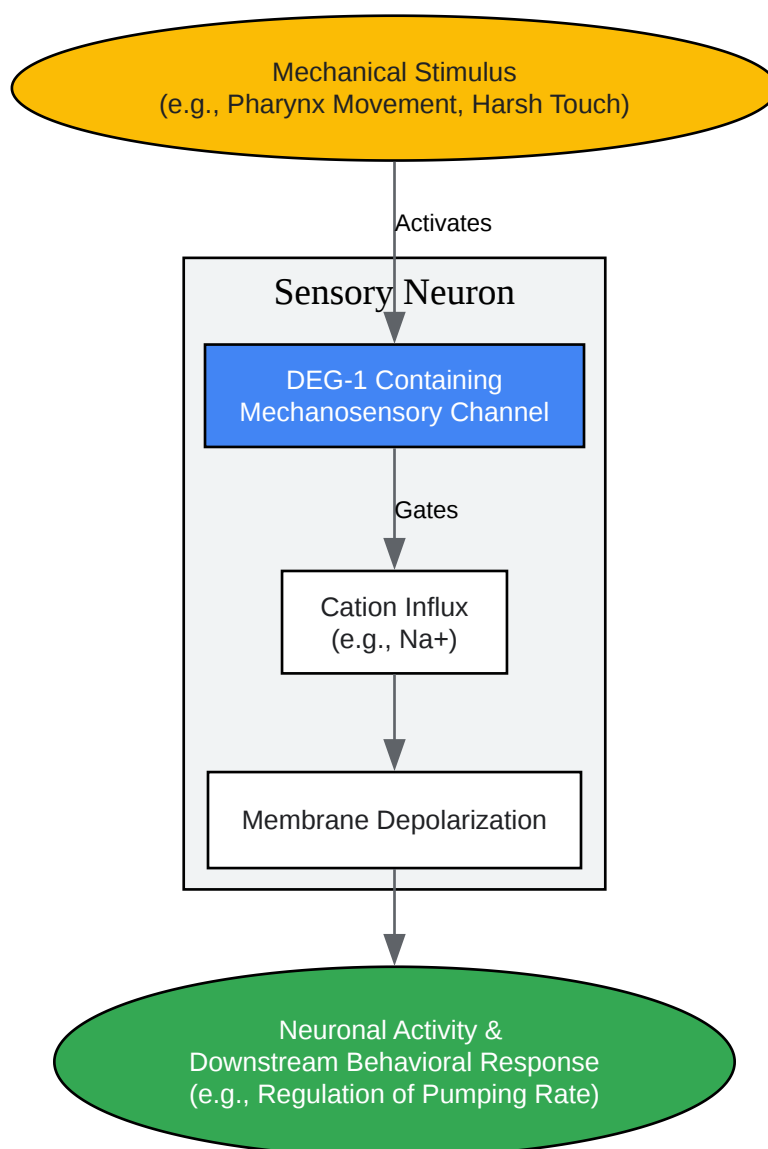 Mechanical Stimulus
(e.g., Pharynx Movement, Harsh Touch)
Activates
Sensory Neuron
DEG-1 Containing
Mechanosensory Channel
Gates
Cation Influx
(e.g., Na+)
Membrane Depolarization
Neuronal Activity &
Downstream Behavioral Response
(e.g., Regulation of Pumping Rate)